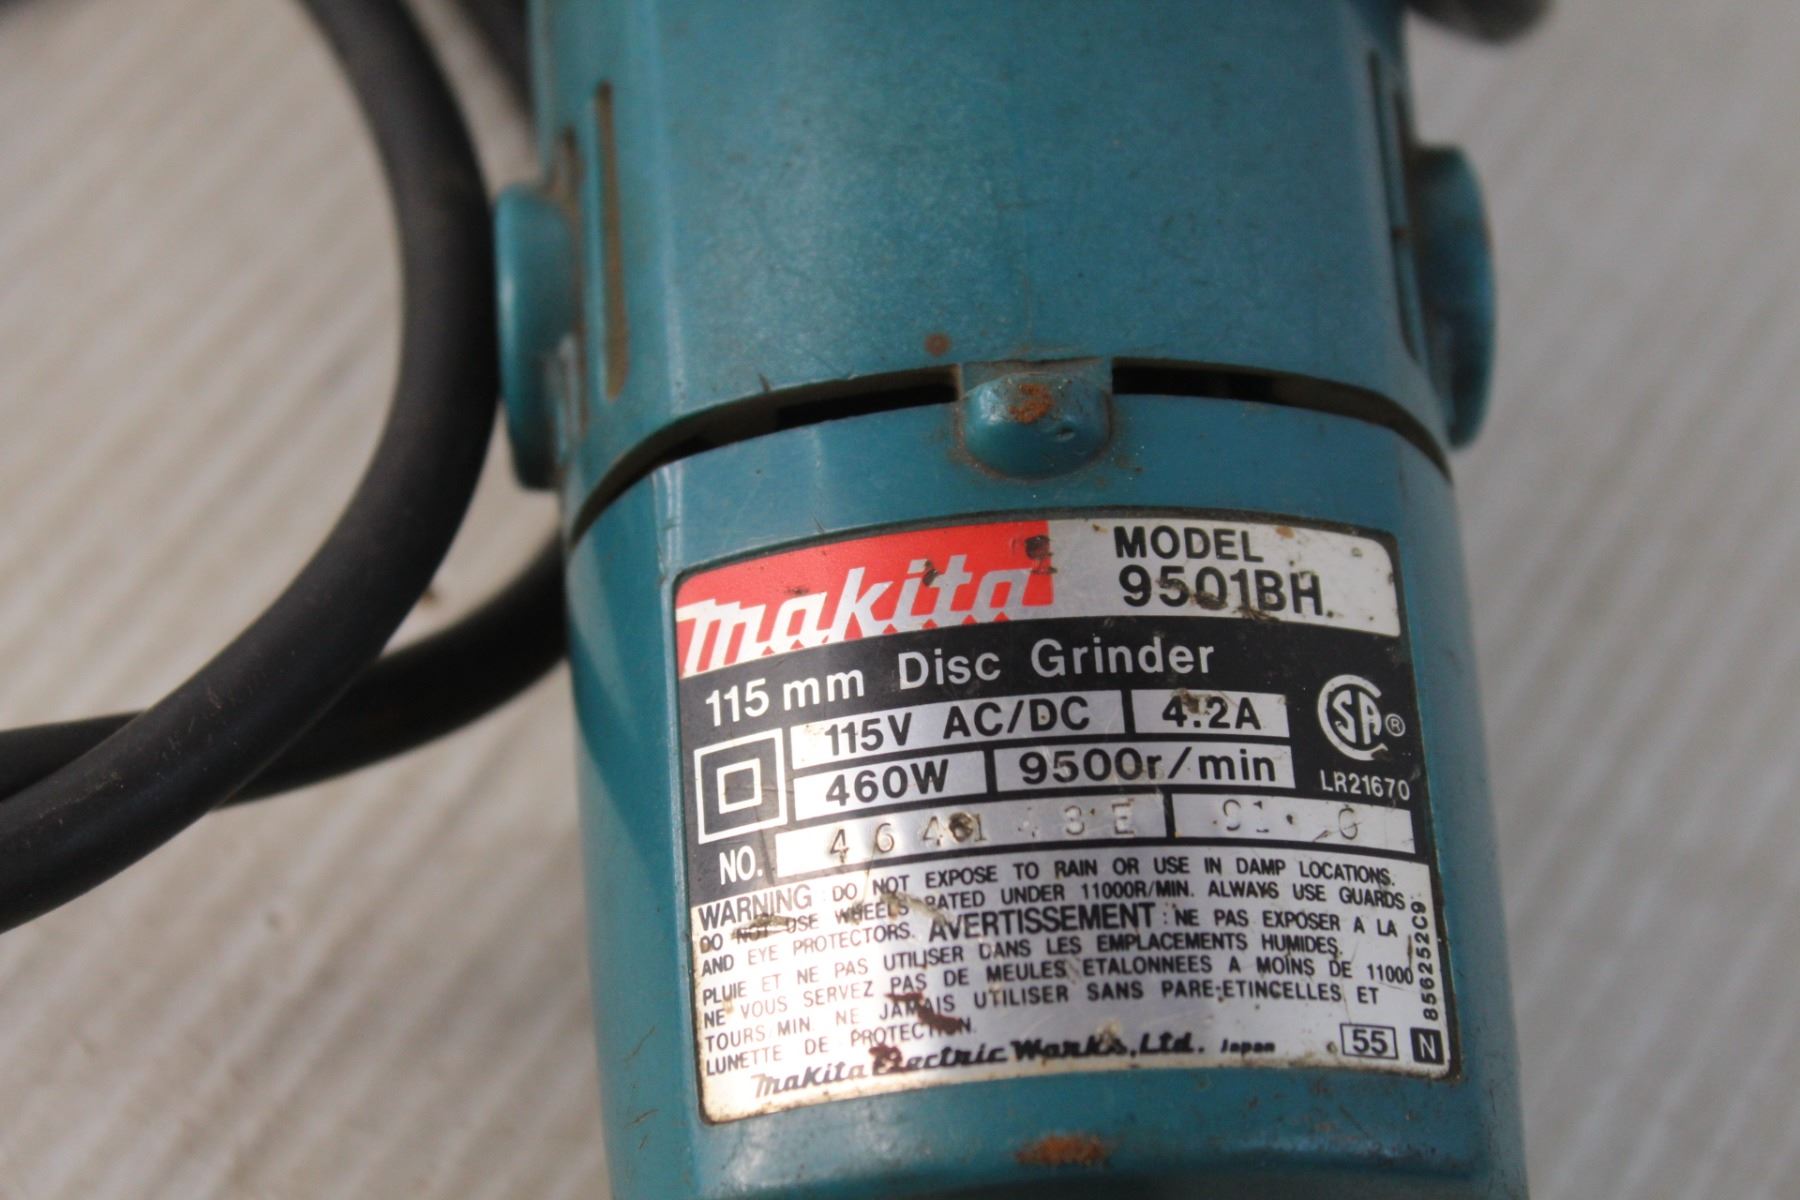 makita
MODEL
9501BH
115 mm Disc Grinder
115V AC/DC 4.2A
460W 9500r/min
SA ®
LR21670
NO.
WARNING : DO NOT EXPOSE TO RAIN OR USE IN DAMP LOCATIONS.
DO NOT USE WHEELS RATED UNDER 11000R/MIN. ALWAYS USE GUARDS
AND EYE PROTECTORS. AVERTISSEMENT : NE PAS EXPOSER A LA
PLUIE ET NE PAS UTILISER DANS LES EMPLACEMENTS HUMIDES.
NE VOUS SERVEZ PAS DE MEULES ETALONNEES A MOINS DE 11000
TOURS/MIN. NE JAMAIS UTILISER SANS PARE-ETINCELLES ET
LUNETTE DE PROTECTION.
Makita Electric Works, Ltd. Japan
55 N
856252C9